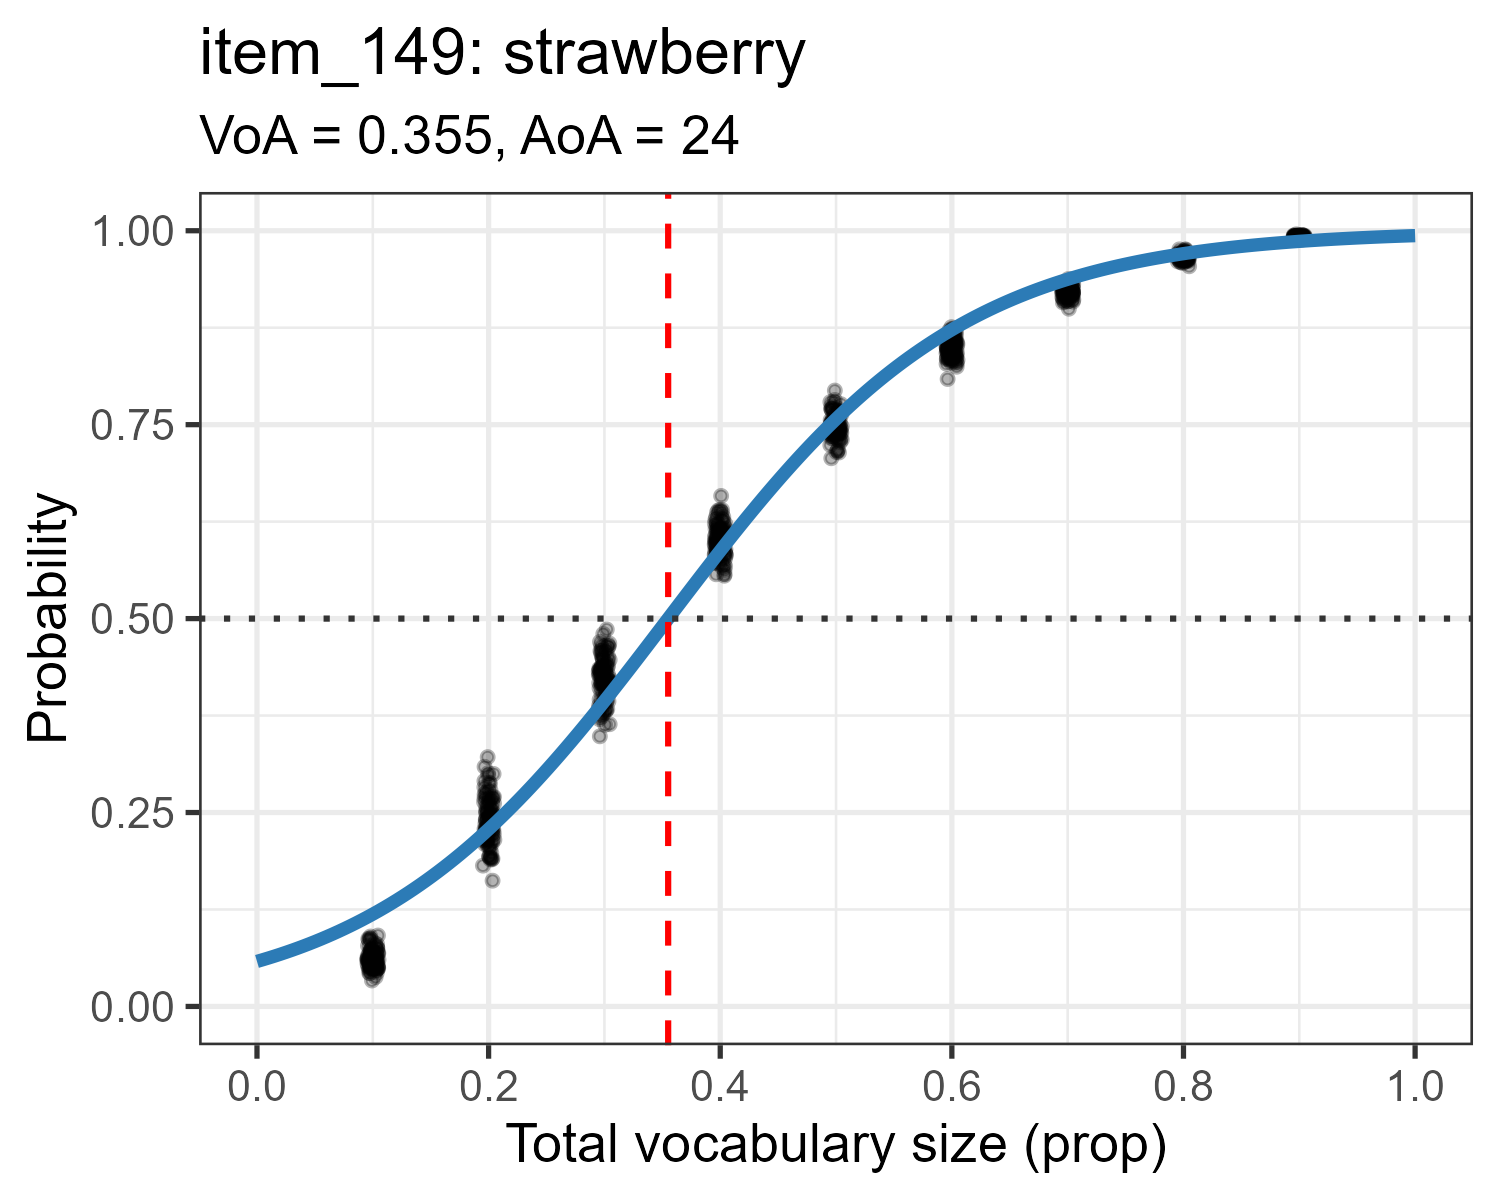 item_149: strawberry
VoA = 0.355, AoA = 24
1.00
0.75
0.50
0.25
0.00
Probability
0.0 0.2 0.4 0.6 0.8 1.0
Total vocabulary size (prop)